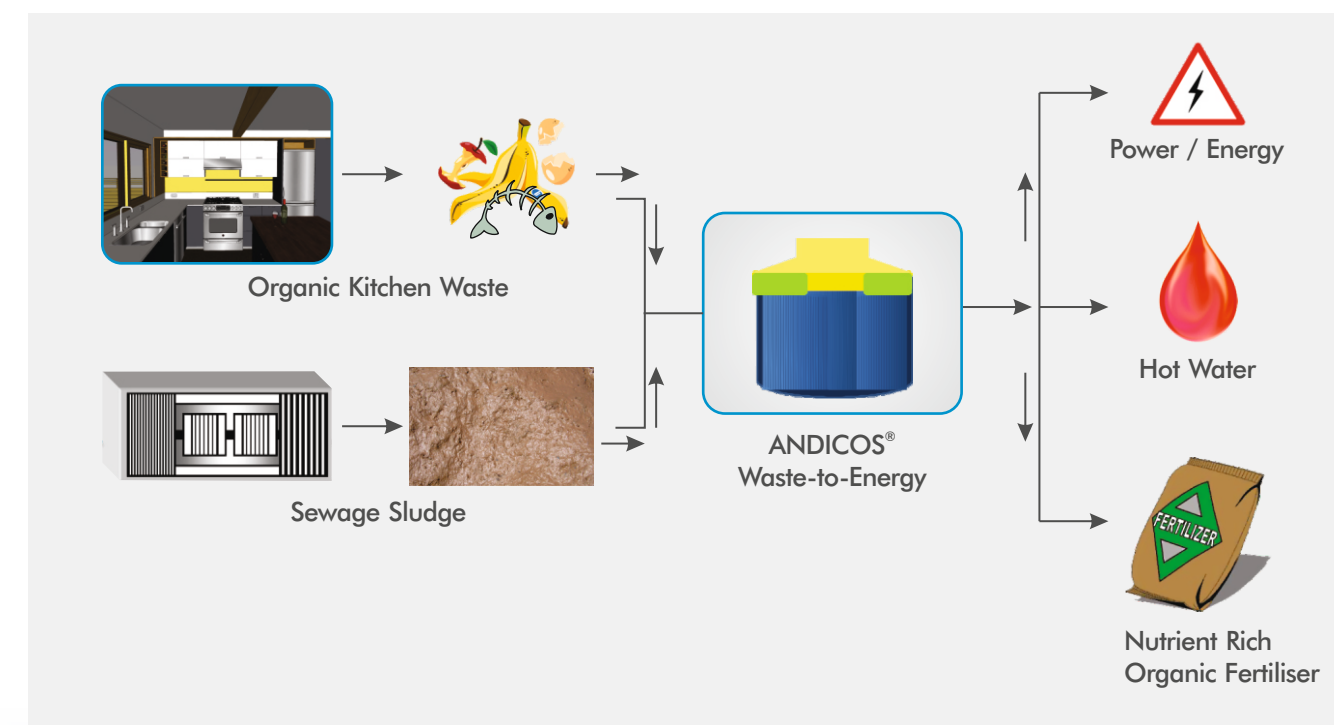 Organic Kitchen Waste
Sewage Sludge
ANDICOS®
Waste-to-Energy
Power / Energy
Hot Water
FERTILIZER
Nutrient Rich
Organic Fertiliser